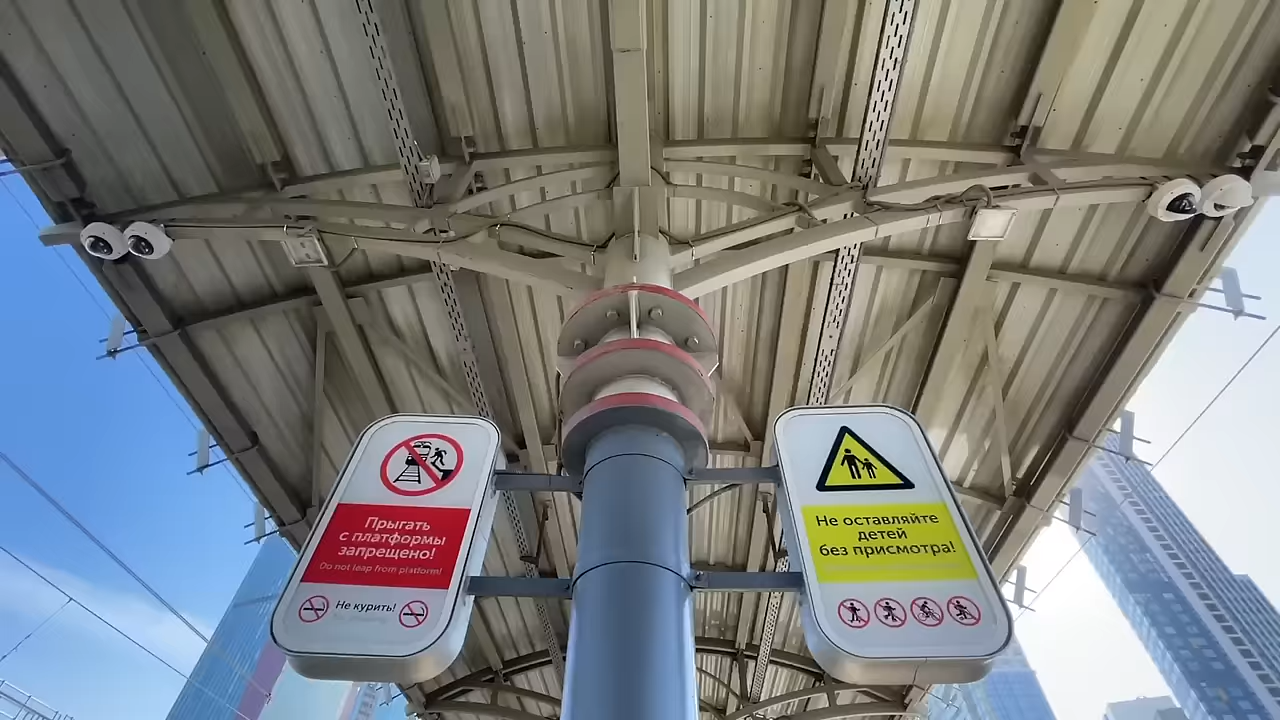 Прыгать
с платформы
запрещено!
Do not leap from platform!
Не курить!
Не оставляйте
детей
без присмотра!